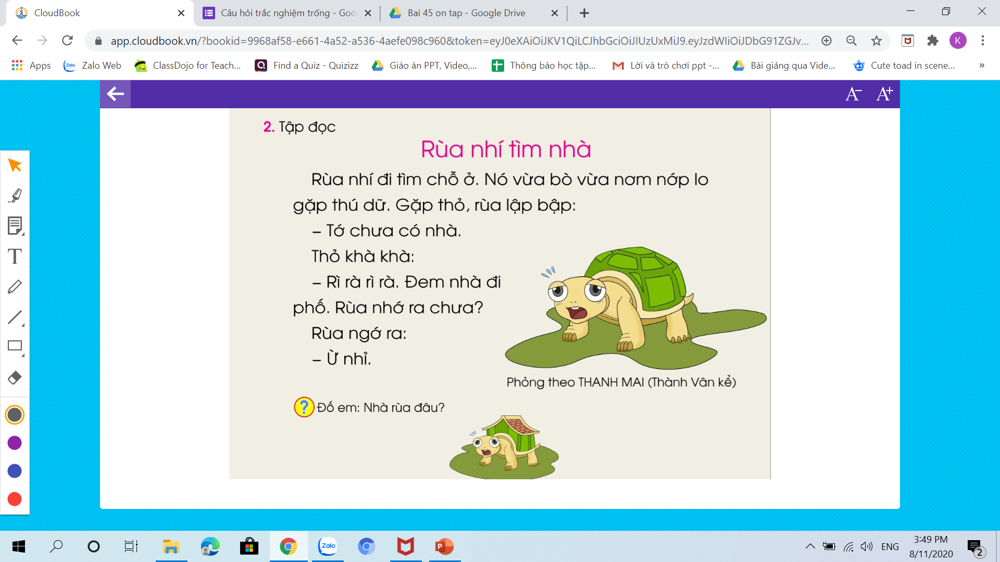 CloudBook
Câu hỏi trắc nghiệm trống - Goo
Bai 45 on tap - Google Drive
app.cloudbook.vn/?bookid=9968af58-e661-4a52-a536-4aefe098c960&token=eyJ0eXAiOiJKV1QiLCJhbGciOiJIUzUxMiJ9.eyJzdWIiOiJDbG91ZGJv...
K
Apps
Zalo Web
ClassDojo for Teach...
Find a Quiz - Quizizz
Giáo án PPT, Video,...
Thông báo học tập...
Lời và trò chơi ppt -...
Bài giảng qua Vide...
Cute toad in scene...
A- A+
2. Tập đọc
Rùa nhí tìm nhà
Rùa nhí đi tìm chỗ ở. Nó vừa bò vừa nơm nớp lo
gặp thú dữ. Gặp thỏ, rùa lập bập:
– Tớ chưa có nhà.
Thỏ khà khà:
– Rì rà rì rà. Đem nhà đi
phố. Rùa nhớ ra chưa?
Rùa ngớ ra:
– Ừ nhỉ.
Phỏng theo THANH MAI (Thành Vân kể)
? Đố em: Nhà rùa đâu?
T
Zalo
P
ENG
3:49 PM
8/11/2020
2